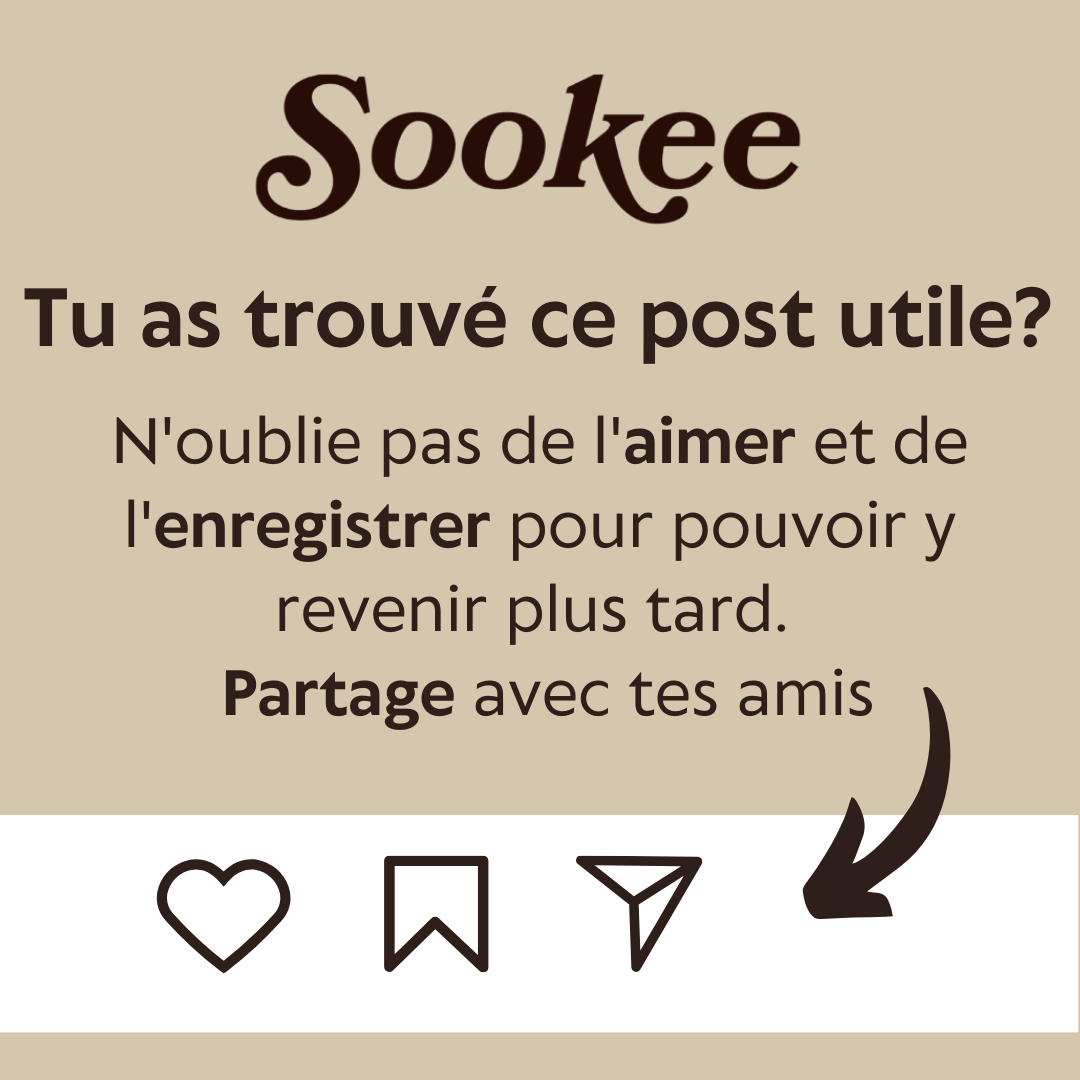 Sookee
Tu as trouvé ce post utile?
N'oublie pas de l'aimer et de
l'enregistrer pour pouvoir y
revenir plus tard.
Partage avec tes amis